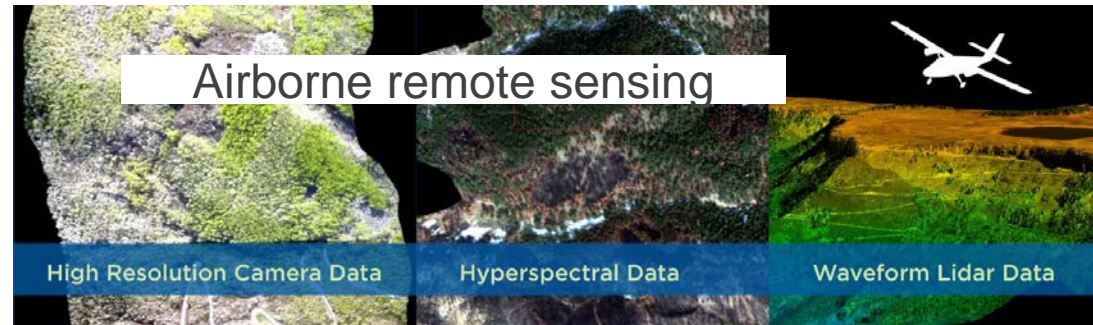 Airborne remote sensing
High Resolution Camera Data
Hyperspectral Data
Waveform Lidar Data